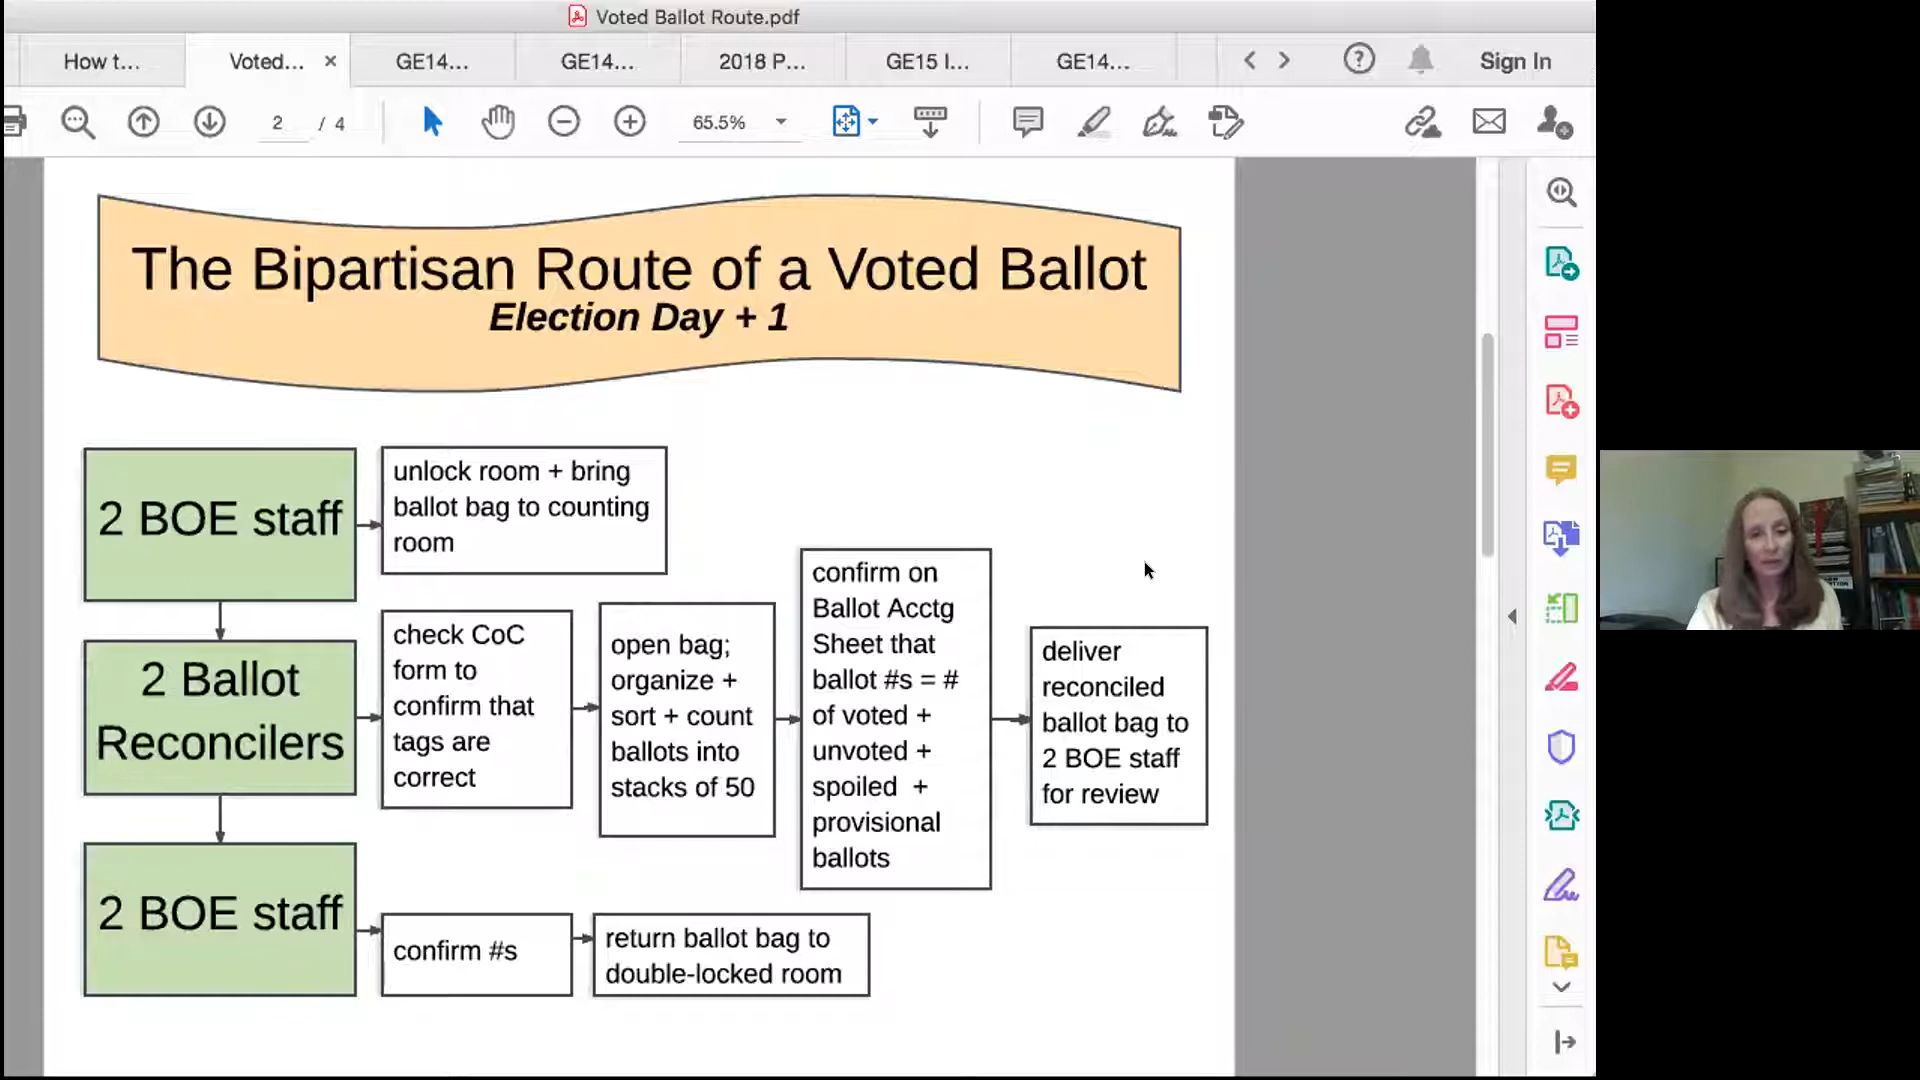 Voted Ballot Route.pdf
How t...
Voted...
GE14...
GE14...
2018 P...
GE15 I...
GE14...
Sign In
2 / 4
65.5%
The Bipartisan Route of a Voted Ballot
Election Day + 1
2 BOE staff
unlock room + bring
ballot bag to counting
room
2 Ballot
Reconcilers
check CoC
form to
confirm that
tags are
correct
open bag;
organize +
sort + count
ballots into
stacks of 50
confirm on
Ballot Acctg
Sheet that
ballot #s = #
of voted +
unvoted +
spoiled +
provisional
ballots
deliver
reconciled
ballot bag to
2 BOE staff
for review
2 BOE staff
confirm #s
return ballot bag to
double-locked room